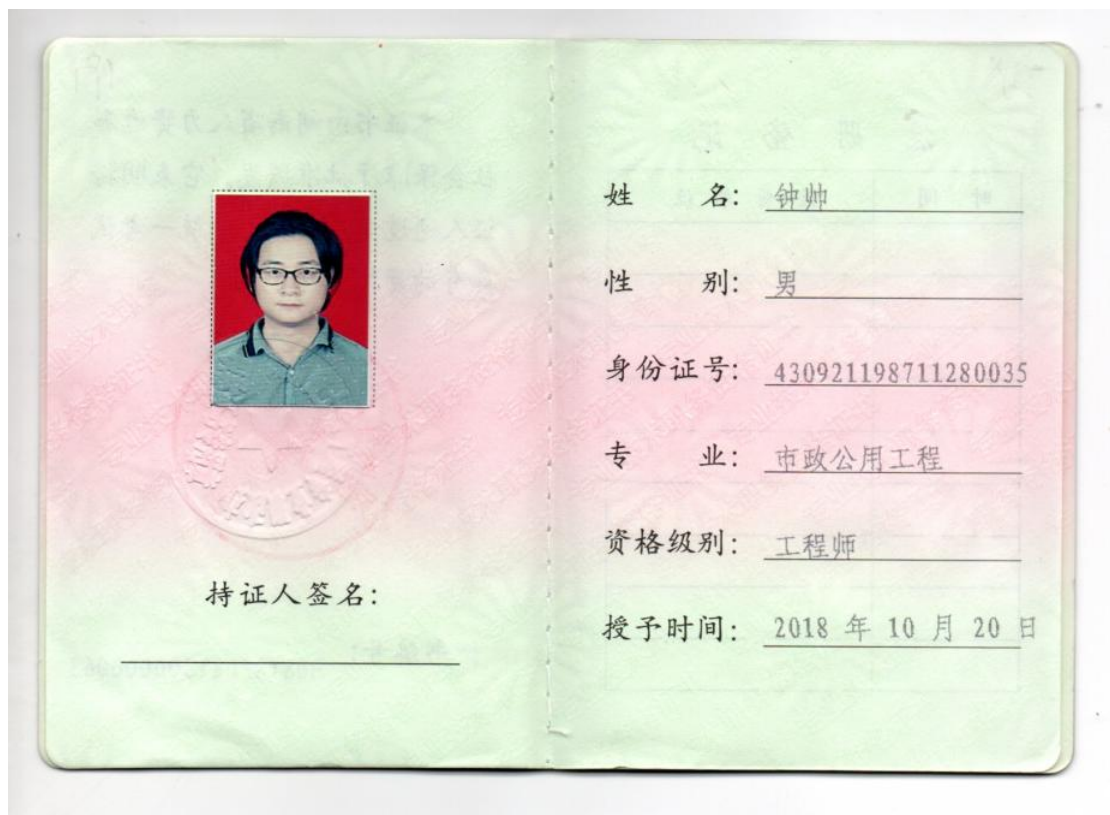 持证人签名：
姓 名： 钟帅
性 别： 男
身份证号： 430921198711280035
专 业： 市政公用工程
资格级别： 工程师
授予时间： 2018 年 10 月 20 日